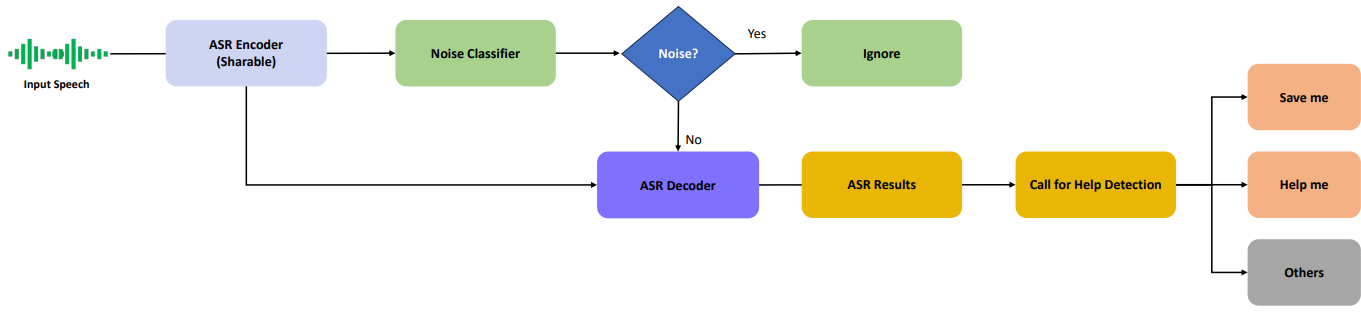 Input Speech
ASR Encoder
(Sharable)
Noise Classifier
Noise?
Yes
Ignore
No
ASR Decoder
ASR Results
Call for Help Detection
Save me
Help me
Others